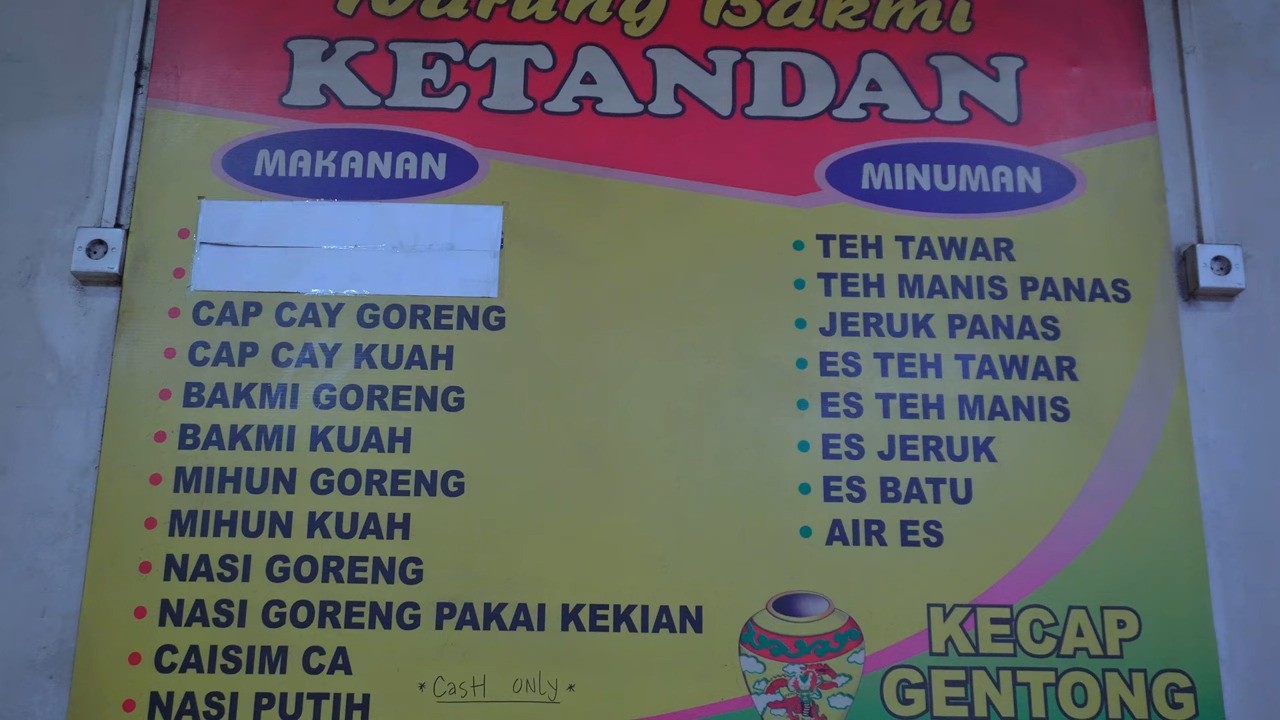 Warung Bakmi
KETANDAN
MAKANAN
CAP CAY GORENG
CAP CAY KUAH
BAKMI GORENG
BAKMI KUAH
MIHUN GORENG
MIHUN KUAH
NASI GORENG
NASI GORENG PAKAI KEKIAN
CAISIM CA
NASI PUTIH
*CASH ONLY*
MINUMAN
TEH TAWAR
TEH MANIS PANAS
JERUK PANAS
ES TEH TAWAR
ES TEH MANIS
ES JERUK
ES BATU
AIR ES
KECAP
GENTONG